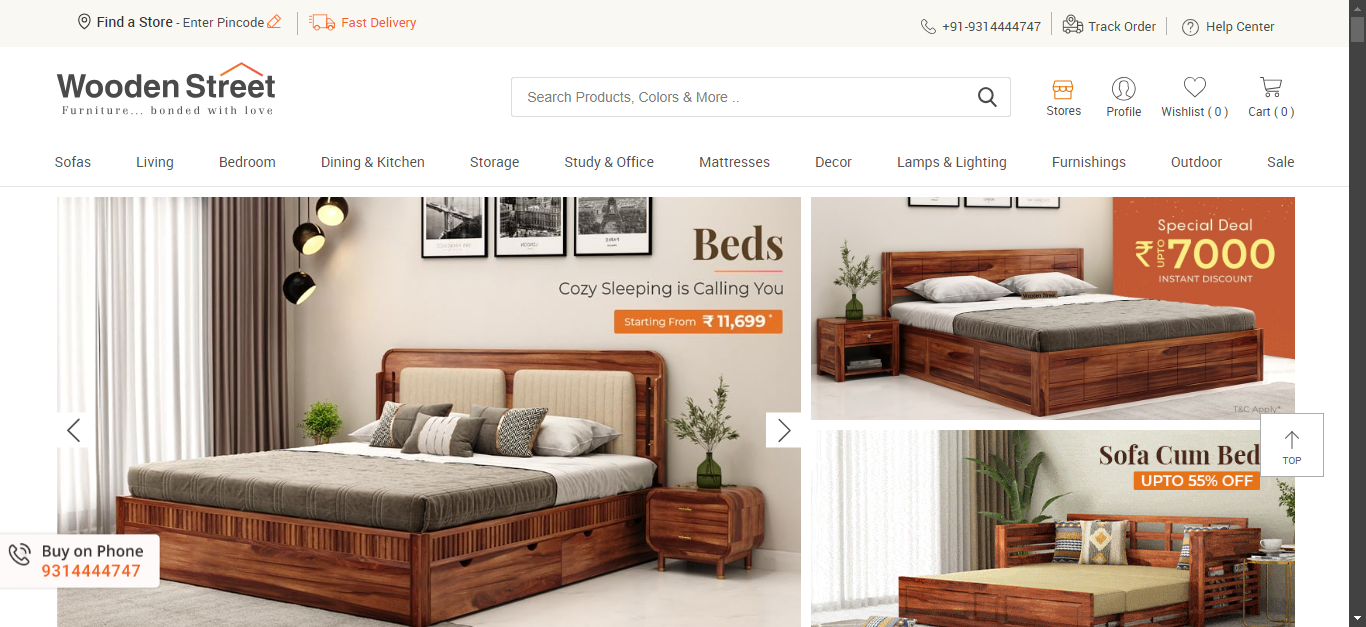 Find a Store - Enter Pincode
Fast Delivery
+91-9314444747
Track Order
Help Center
Wooden Street
Furniture... bonded with love
Search Products, Colors & More ..
Stores
Profile
Wishlist ( 0 )
Cart ( 0 )
Sofas
Living
Bedroom
Dining & Kitchen
Storage
Study & Office
Mattresses
Decor
Lamps & Lighting
Furnishings
Outdoor
Sale
Beds
Cozy Sleeping is Calling You
Starting From ₹ 11,699*
Special Deal
₹ UPTO 7000
INSTANT DISCOUNT
Wooden Street
T&C Apply*
TOP
Sofa Cum Bed
UPTO 55% OFF
Buy on Phone
9314444747